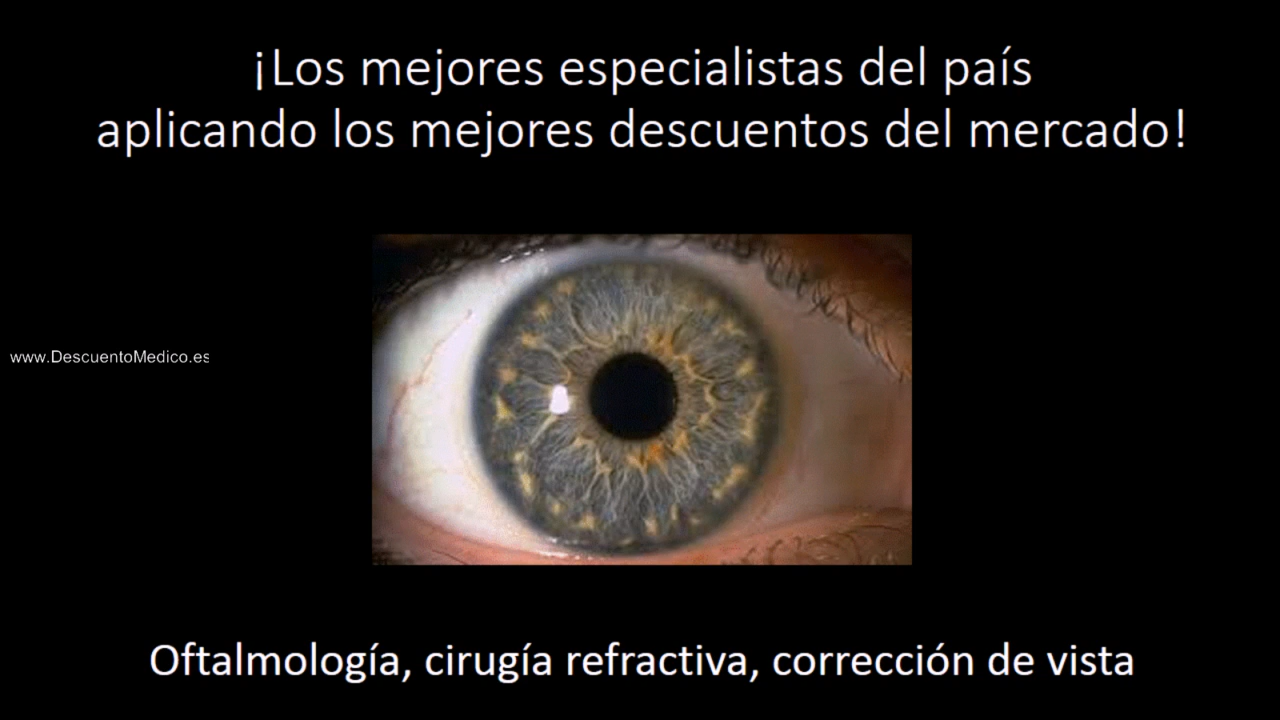 ¡Los mejores especialistas del país
aplicando los mejores descuentos del mercado!
www.DescuentoMedico.es
Oftalmología, cirugía refractiva, corrección de vista